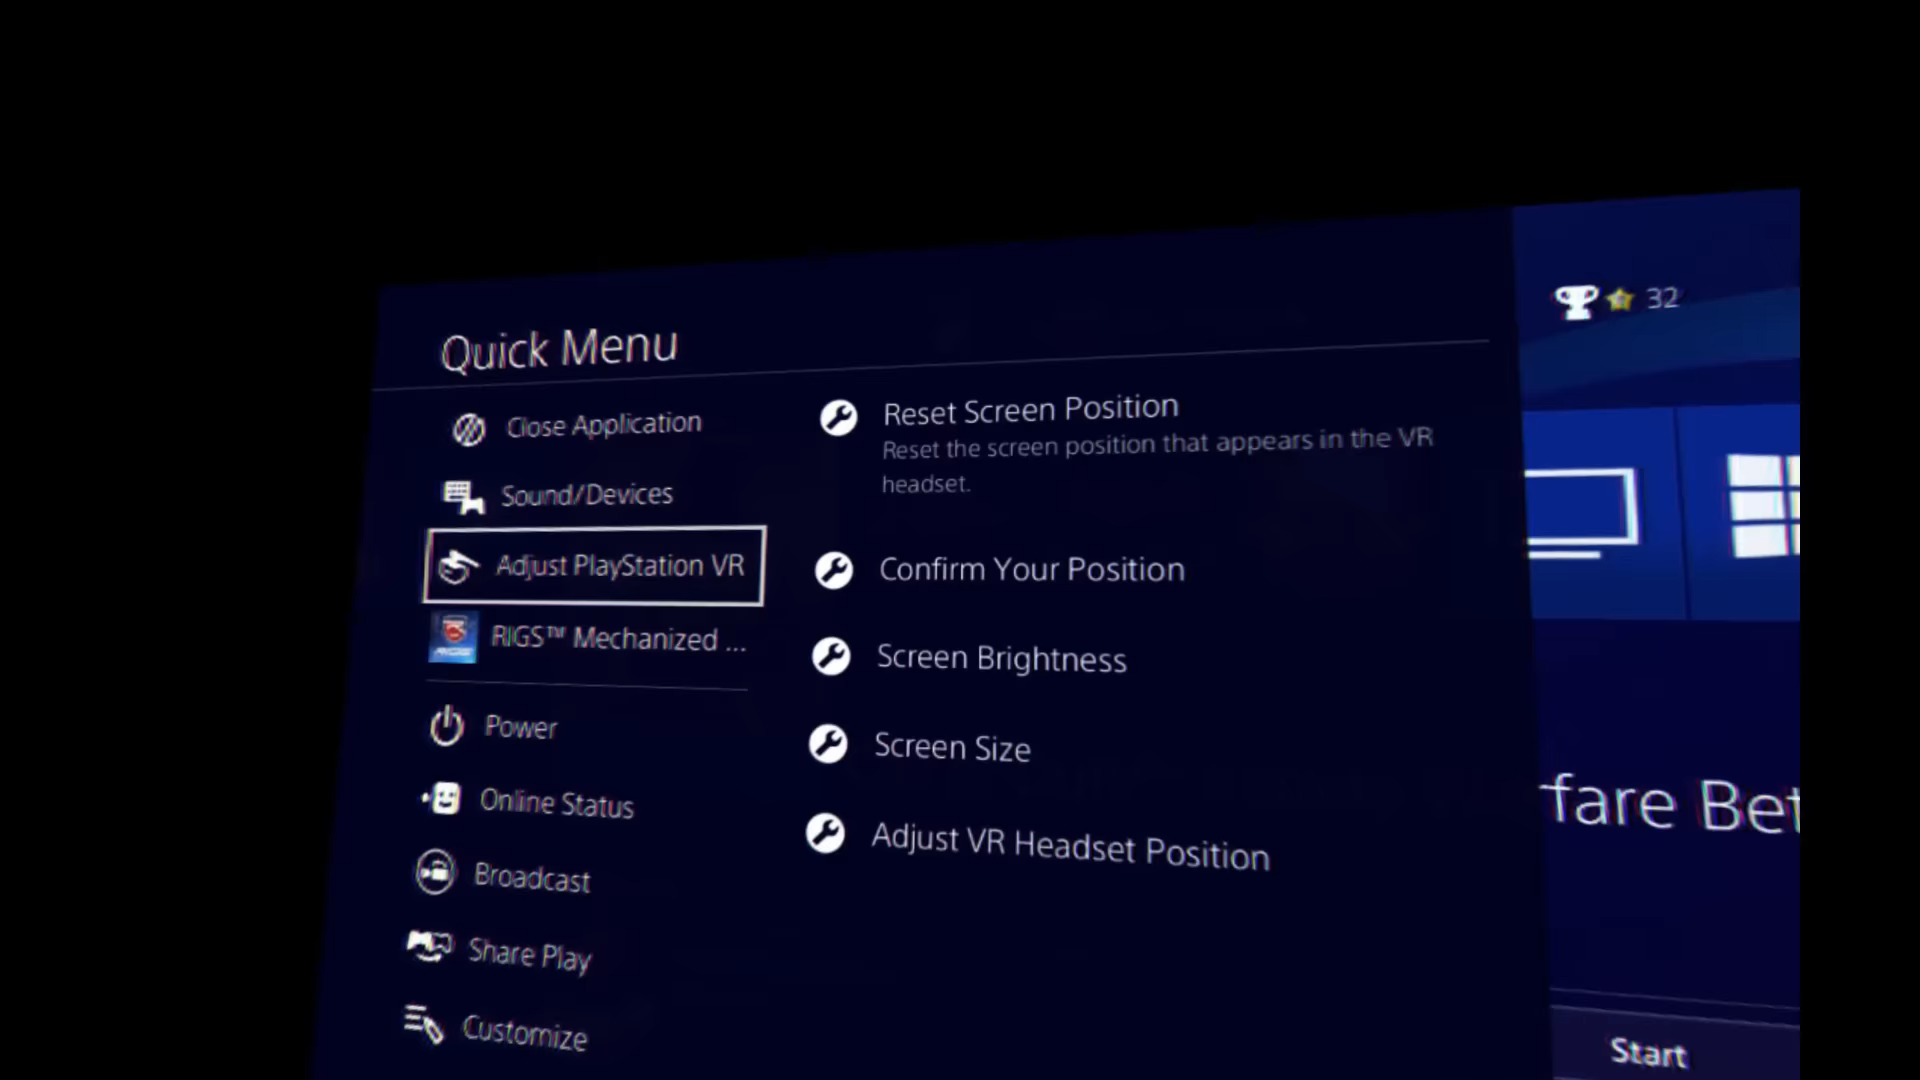 32
Quick Menu
Close Application
Sound/Devices
Adjust PlayStation VR
RIGS™ Mechanized ...
Power
Online Status
Broadcast
Share Play
Customize
Reset Screen Position
Reset the screen position that appears in the VR
headset.
Confirm Your Position
Screen Brightness
Screen Size
Adjust VR Headset Position
fare Bet
Start